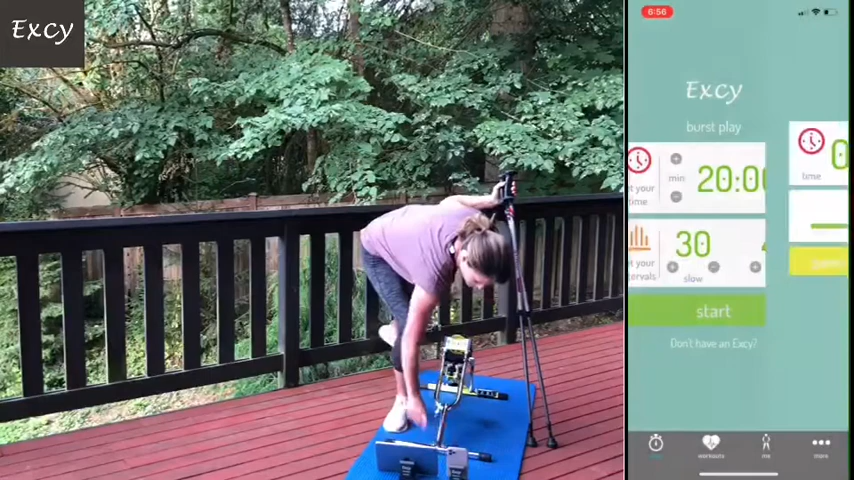 Excy
6:56
Excy
burst play
min
20:00
time
30
slow
start
Don't have an Excy?
time
workouts
me
more